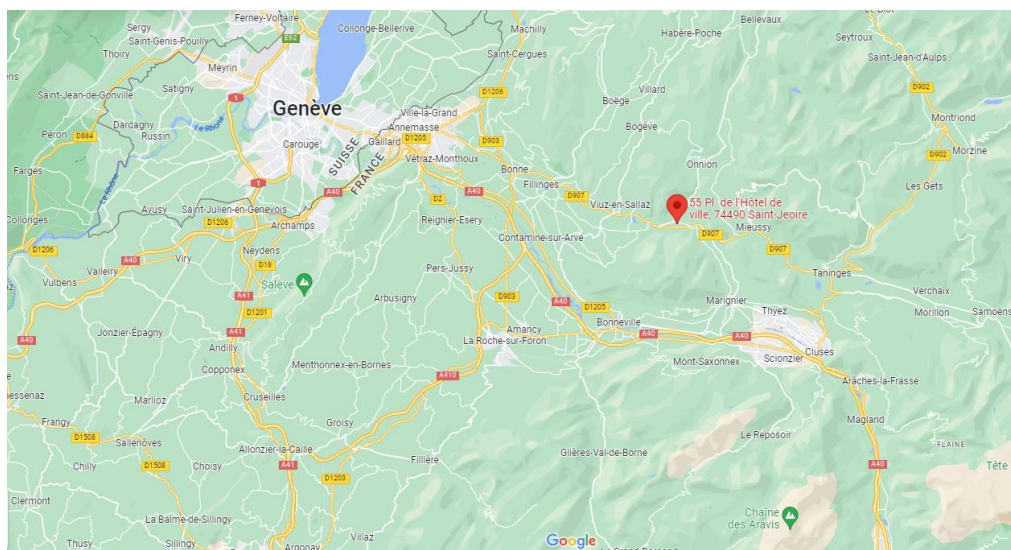 Ferney-Voltaire
Collonge-Bellerive
Machilly
Bellevaux
Sergy
Habère-Poche
Seytroux
Saint-Genis-Pouilly
E62
Saint-Cergues
Saint-Jean-d'Aulps
Thoiry
Meyrin
D1206
D902
Villard
Saint-Jean-de-Gonville
Satigny
1
Genève
Ville-la-Grand
Boëge
Montriond
Dardagny
Le Rhône
Annemasse
Bogève
Péron
D884
Russin
D1205
D903
D902
Morzine
Carouge
Gaillard
SUISSE
FRANCE
Vétraz-Monthoux
Bonne
Onnion
Farges
Le Rhône
1
A40
D2
A40
Fillinges
D907
Les Gets
Avusy
Saint-Julien-en-Genevois
Viuz-en-Sallaz
55 Pl. de l'Hôtel de
ville, 74490 Saint-Jeoire
Collonges
D1206
Archamps
Reignier-Esery
D907
Mieussy
D1206
Neydens
Contamine-sur-Arve
D907
A40
Viry
D18
Pers-Jussy
Taninges
Valleiry
Vulbens
Salève
Verchaix
A41
Arbusigny
D903
A40
D1205
Marignier
Morillon
Samoëns
D1201
Thyez
Jonzier-Épagny
A41
Amancy
Bonneville
A40
A40
A40
Andilly
La Roche-sur-Foron
Scionzier
Cluses
Copponex
Menthonnex-en-Bornes
Mont-Saxonnex
A410
Arâches-la-Frasse
Marlioz
Cruseilles
Magland
Frangy
Groisy
Le Reposoir
D1508
Sallenôves
Allonzier-la-Caille
FLAINE
Chilly
Choisy
A41
Fillière
Glières-Val-de-Borne
A40
Tête
D1508
D1203
Clermont
Chaîne
des Aravis
La Balme-de-Sillingy
Villaz
Thusy
Sillingy
Argonay
Google